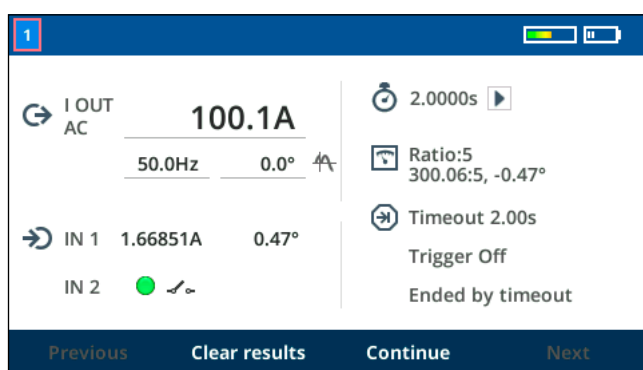 1
I OUT
AC
100.1A
50.0Hz 0.0°
IN 1 1.66851A 0.47°
IN 2
2.0000s
Ratio:5
300.06:5, -0.47°
Timeout 2.00s
Trigger Off
Ended by timeout
Previous Clear results Continue Next